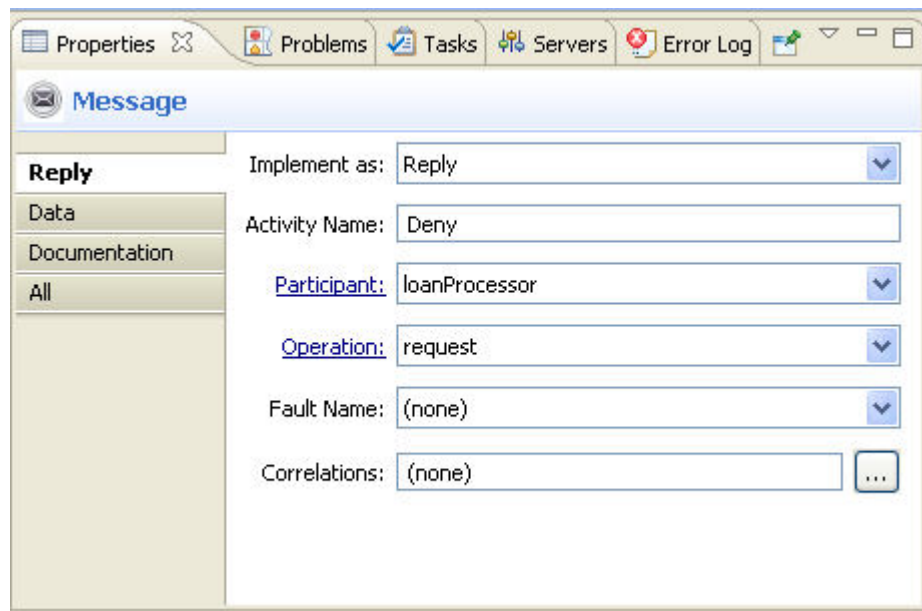 Properties Problems Tasks Servers Error Log
Message
Reply
Data
Documentation
All
Implement as: Reply
Activity Name: Deny
Participant: loanProcessor
Operation: request
Fault Name: (none)
Correlations: (none) ...